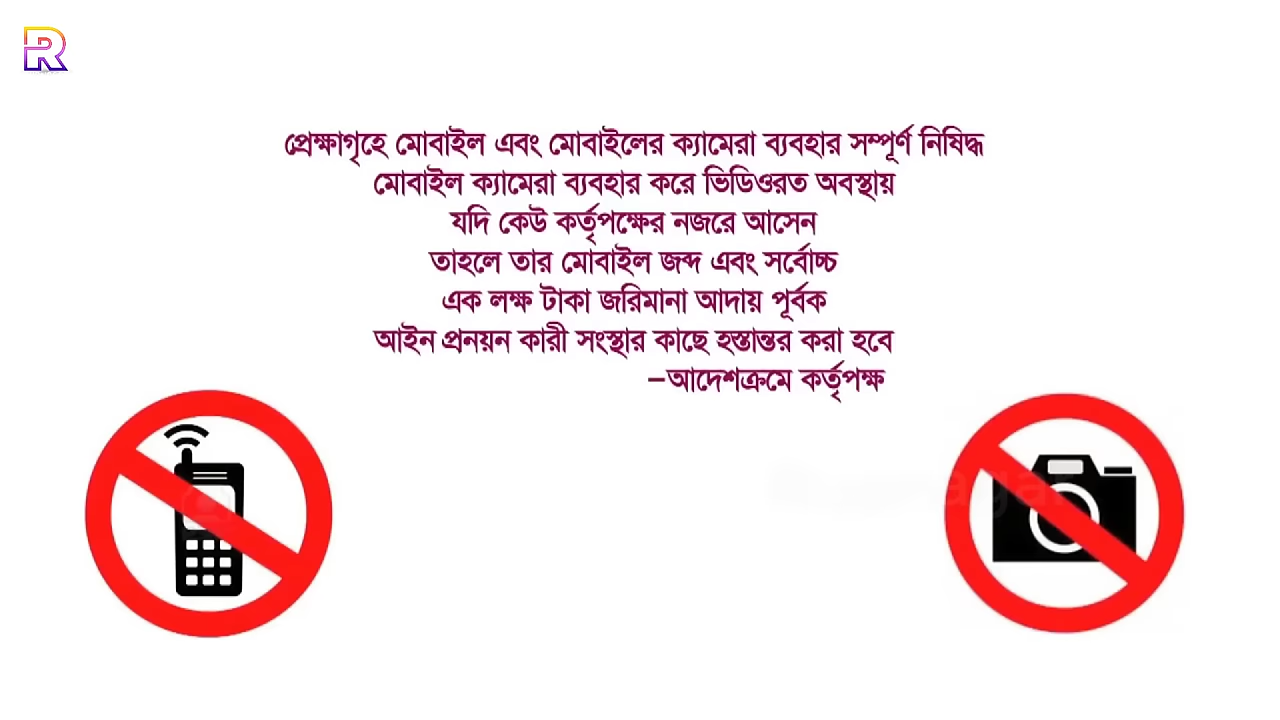 R
প্রেক্ষাগৃহে মোবাইল এবং মোবাইলের ক্যামেরা ব্যবহার সম্পূর্ণ নিষিদ্ধ
মোবাইল ক্যামেরা ব্যবহার করে ভিডিওরত অবস্থায়
যদি কেউ কর্তৃপক্ষের নজরে আসেন
তাহলে তার মোবাইল জব্দ এবং সর্বোচ্চ
এক লক্ষ টাকা জরিমানা আদায় পূর্বক
আইন প্রনয়ন কারী সংস্থার কাছে হস্তান্তর করা হবে
–আদেশক্রমে কর্তৃপক্ষ